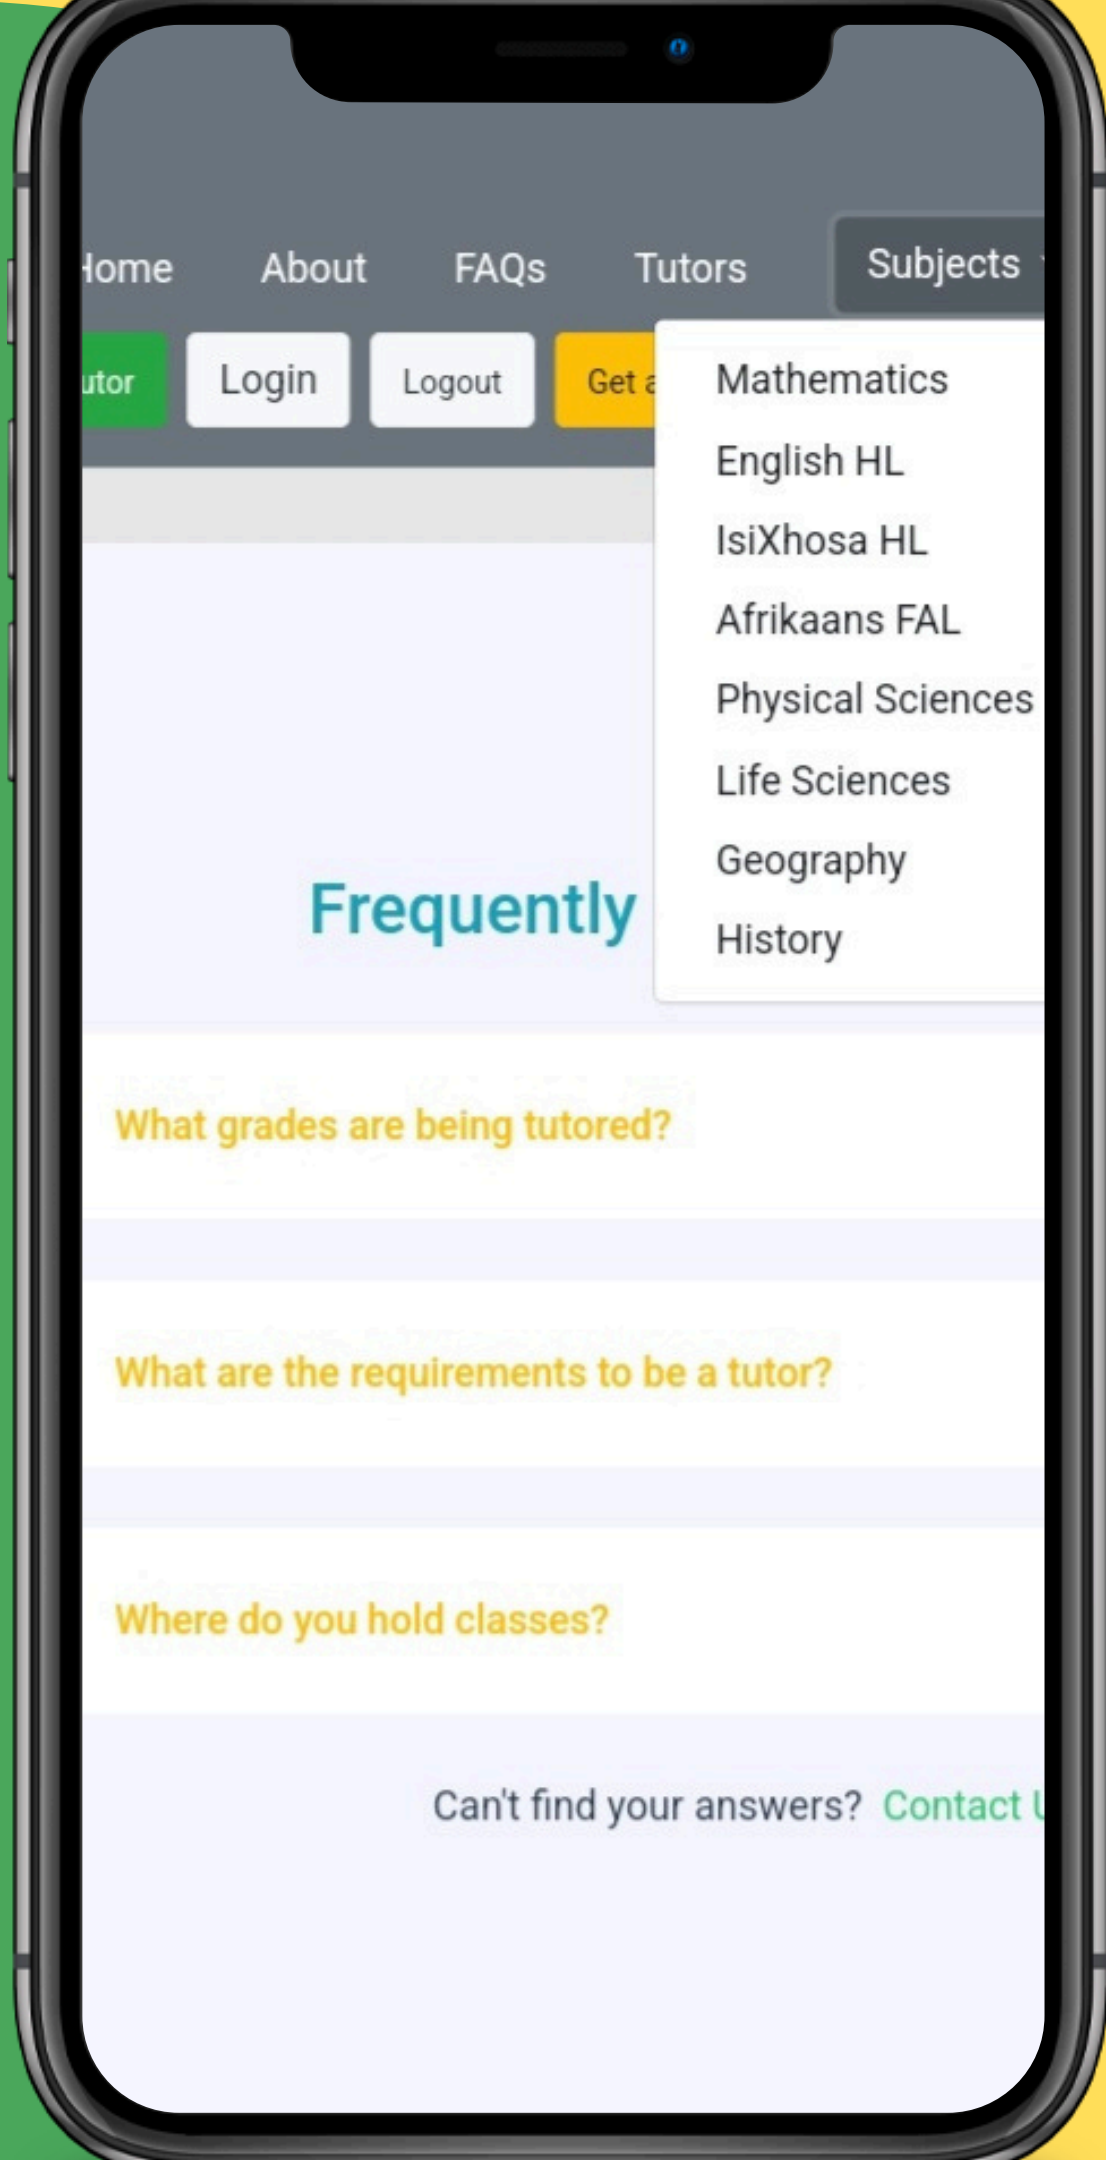 Home About FAQs Tutors Subjects
utor Login Logout Get a
Mathematics
English HL
IsiXhosa HL
Afrikaans FAL
Physical Sciences
Life Sciences
Geography
History
Frequently
What grades are being tutored?
What are the requirements to be a tutor?
Where do you hold classes?
Can't find your answers? Contact U